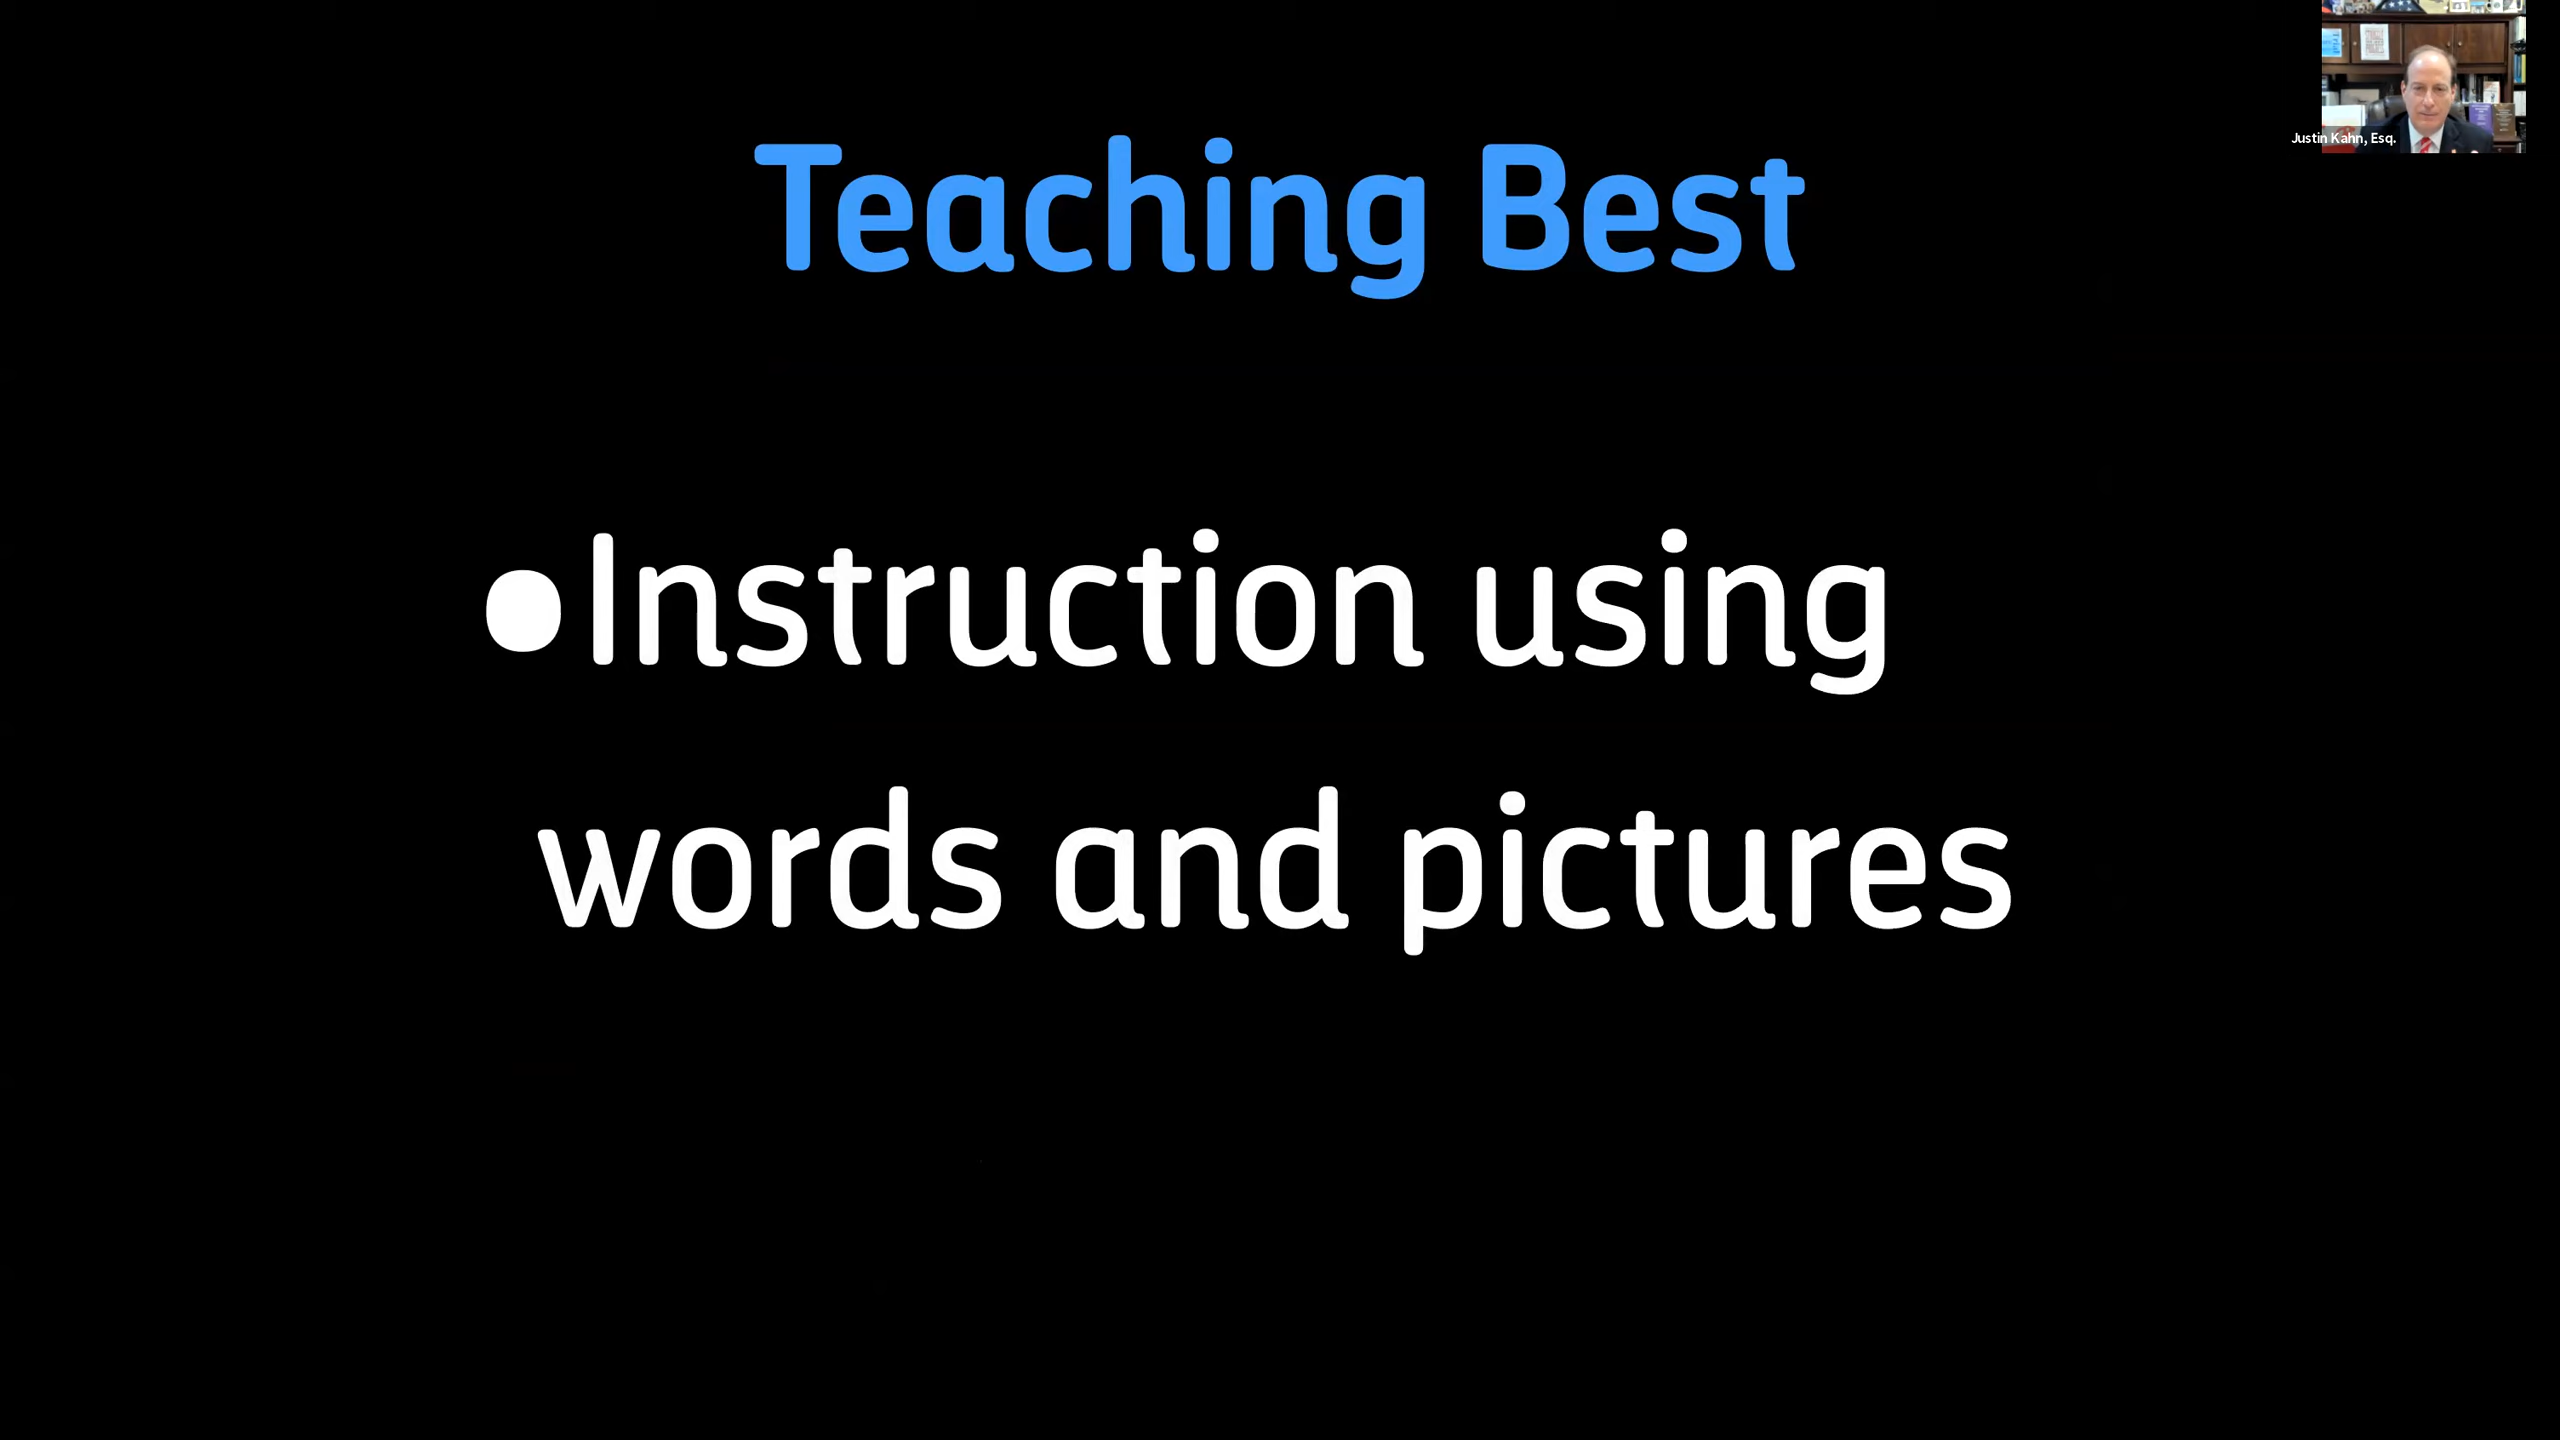 Teaching Best
•Instruction using
words and pictures
Justin Kahn, Esq.